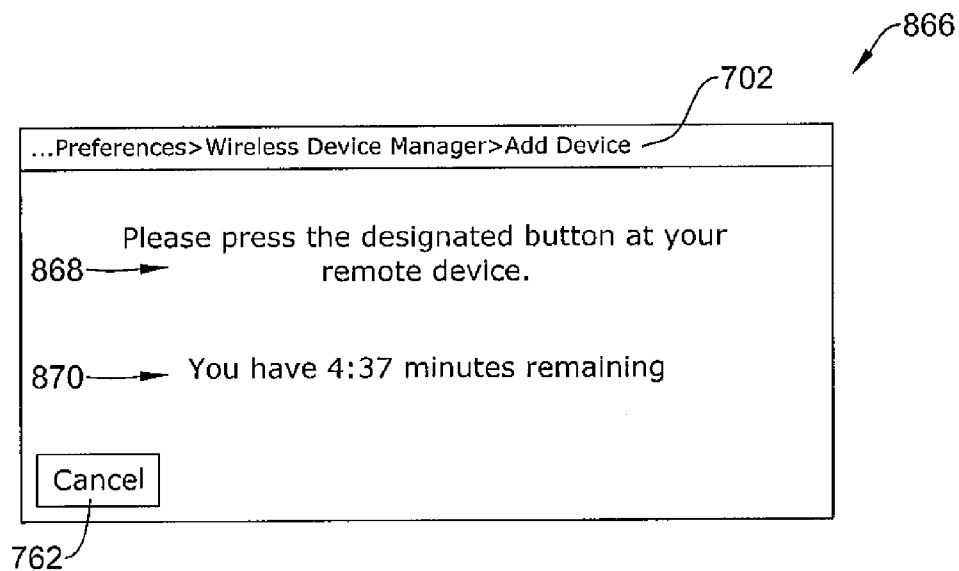 866
702
...Preferences>Wireless Device Manager>Add Device
Please press the designated button at your
remote device.
868
870
You have 4:37 minutes remaining
Cancel
762